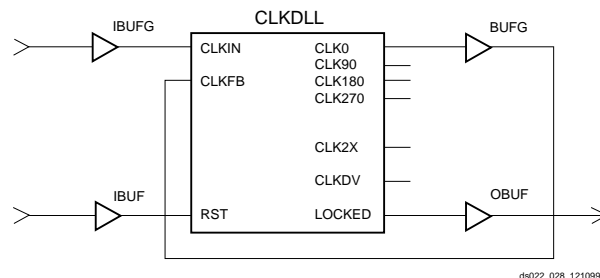 CLKDLL
IBUFG
BUFG
CLKIN
CLK0
CLK90
CLKFB
CLK180
CLK270
CLK2X
CLKDV
IBUF
OBUF
RST
LOCKED
ds022_028_121099